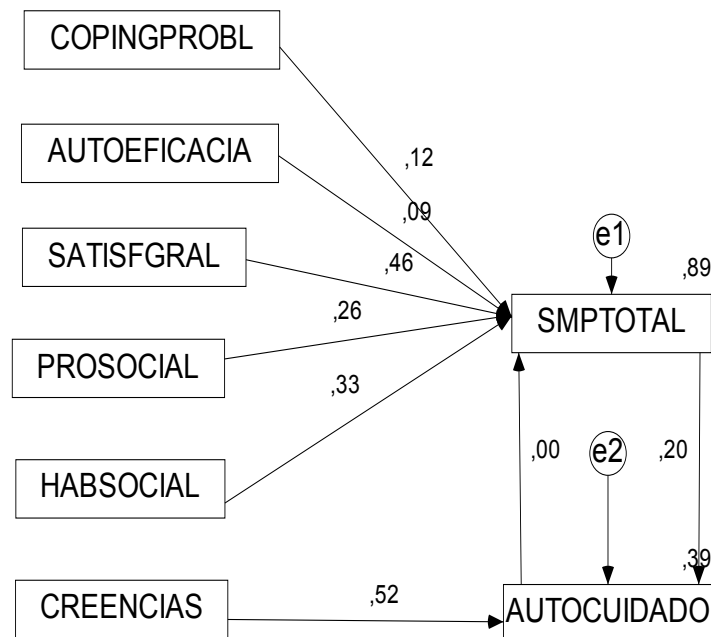 COPINGPROBL
AUTOEFICACIA
,12
,09
SATISFGRAL
,46
e1
,89
,26
SMPTOTAL
PROSOCIAL
,33
HABSOCIAL
,00
e2
,20
,39
CREENCIAS
,52
AUTOCUIDADO